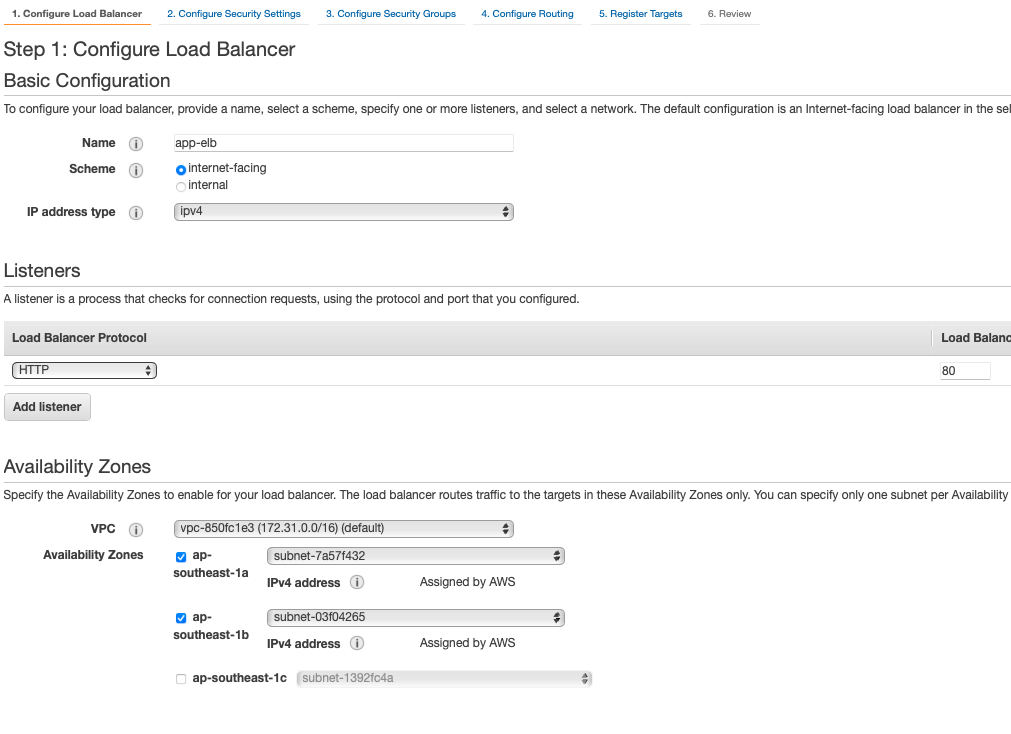 1. Configure Load Balancer 2. Configure Security Settings 3. Configure Security Groups 4. Configure Routing 5. Register Targets 6. Review
Step 1: Configure Load Balancer
Basic Configuration
To configure your load balancer, provide a name, select a scheme, specify one or more listeners, and select a network. The default configuration is an Internet-facing load balancer in the sel
Name i app-elb
Scheme i internet-facing
internal
IP address type i ipv4
Listeners
A listener is a process that checks for connection requests, using the protocol and port that you configured.
Load Balancer Protocol Load Balanc
HTTP 80
Add listener
Availability Zones
Specify the Availability Zones to enable for your load balancer. The load balancer routes traffic to the targets in these Availability Zones only. You can specify only one subnet per Availability
VPC i vpc-850fc1e3 (172.31.0.0/16) (default)
Availability Zones ap-southeast-1a subnet-7a57f432
IPv4 address i Assigned by AWS
ap-southeast-1b subnet-03f04265
IPv4 address i Assigned by AWS
ap-southeast-1c subnet-1392fc4a